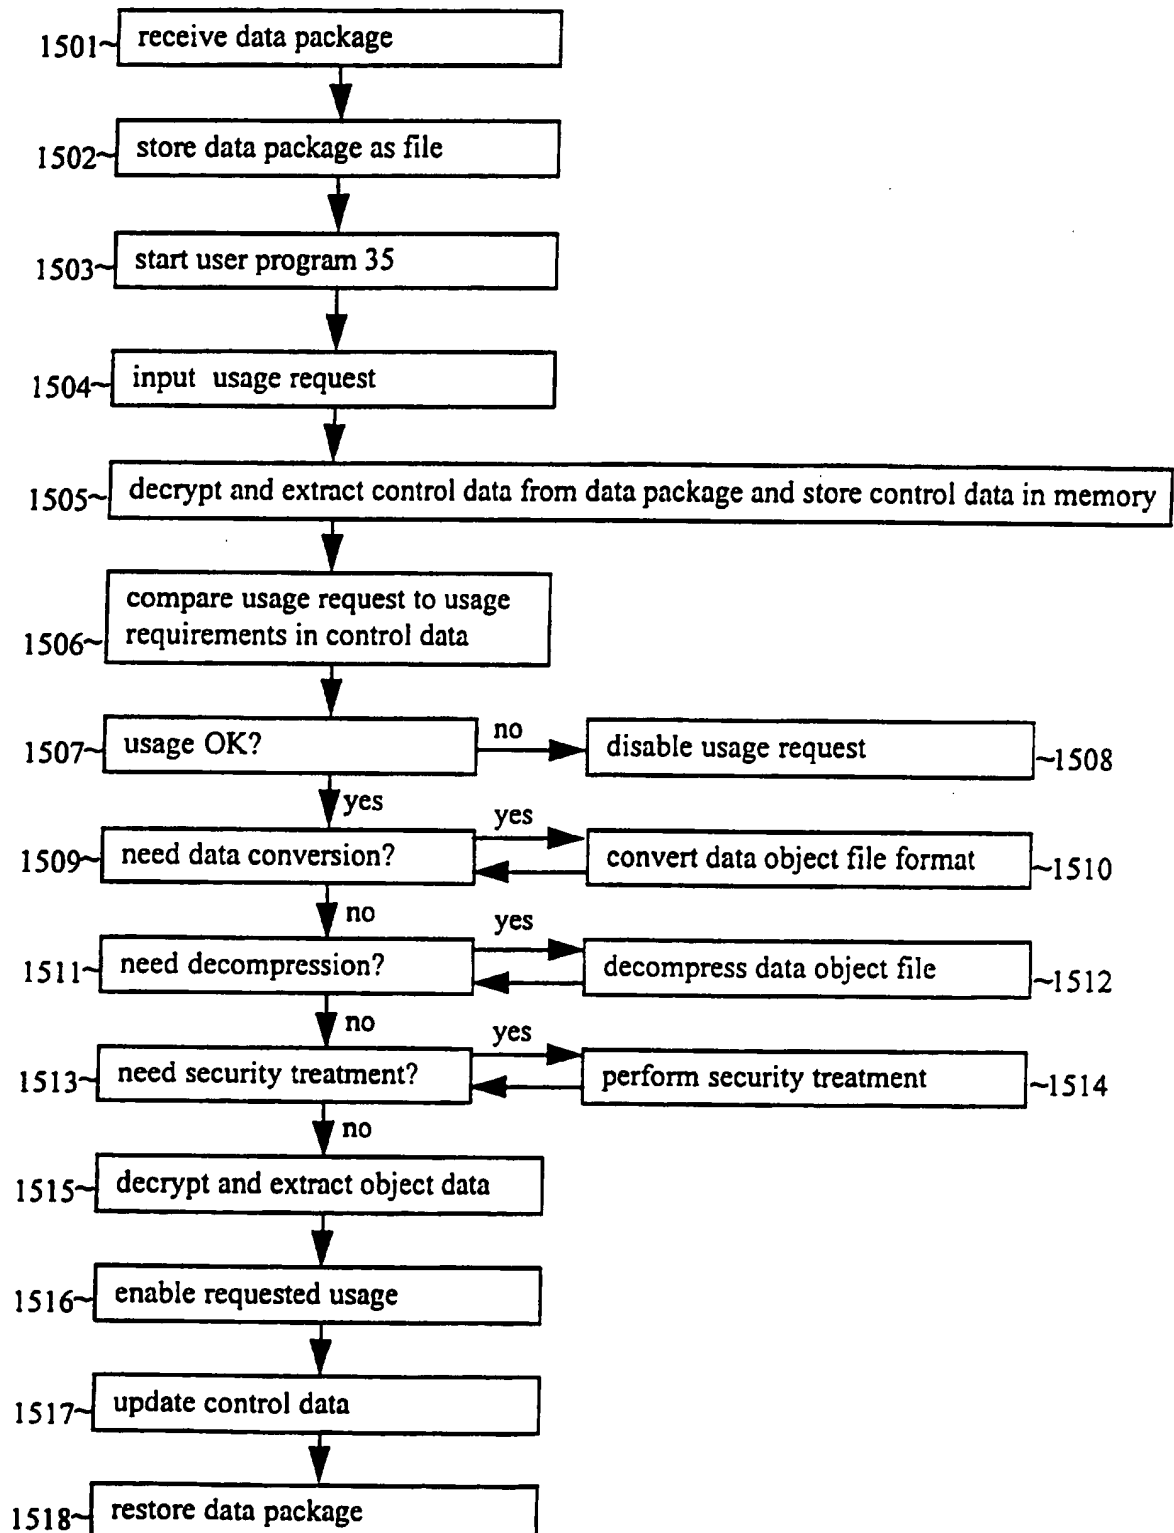 1501~ receive data package
1502~ store data package as file
1503~ start user program 35
1504~ input usage request
1505~ decrypt and extract control data from data package and store control data in memory
compare usage request to usage
1506~ requirements in control data
1507~ usage OK? no disable usage request ~1508
yes
yes
1509~ need data conversion? convert data object file format ~1510
no
yes
1511~ need decompression? decompress data object file ~1512
no
yes
1513~ need security treatment? perform security treatment ~1514
no
1515~ decrypt and extract object data
1516~ enable requested usage
1517~ update control data
1518~ restore data package